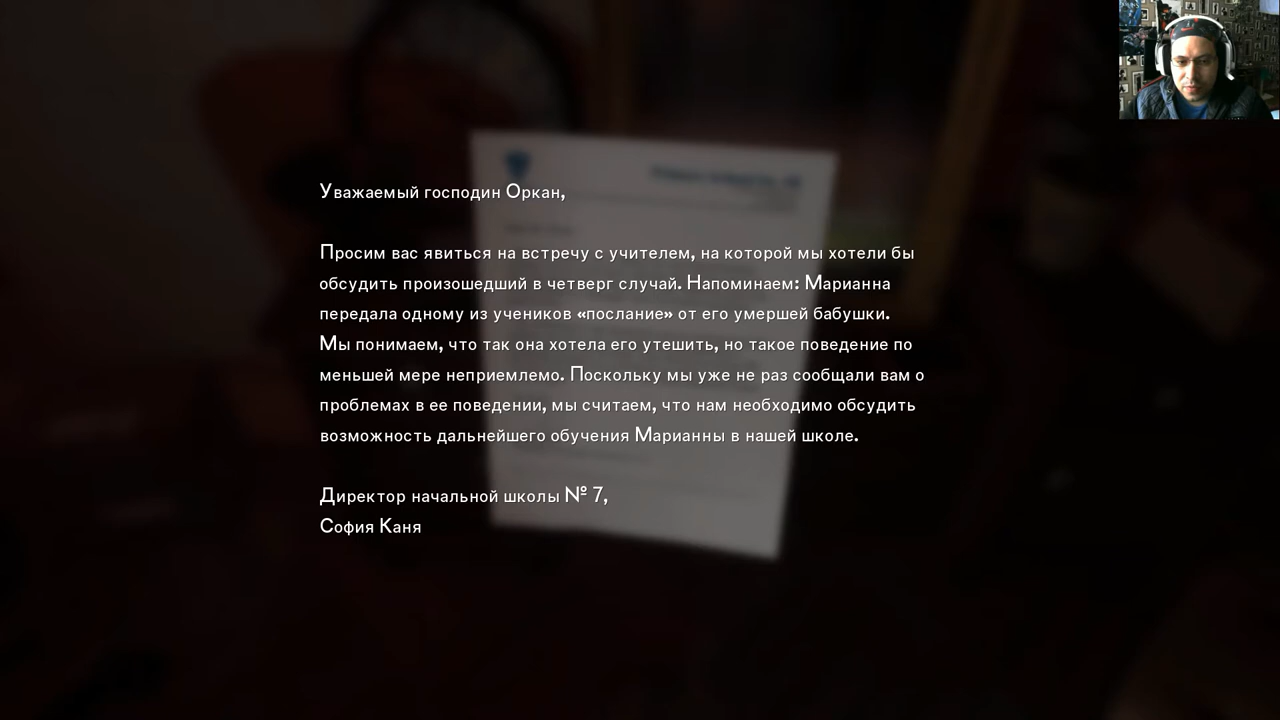 Уважаемый господин Оркан,
Просим вас явиться на встречу с учителем, на которой мы хотели бы
обсудить произошедший в четверг случай. Напоминаем: Марианна
передала одному из учеников «послание» от его умершей бабушки.
Мы понимаем, что так она хотела его утешить, но такое поведение по
меньшей мере неприемлемо. Поскольку мы уже не раз сообщали вам о
проблемах в ее поведении, мы считаем, что нам необходимо обсудить
возможность дальнейшего обучения Марианны в нашей школе.
Директор начальной школы № 7,
София Каня